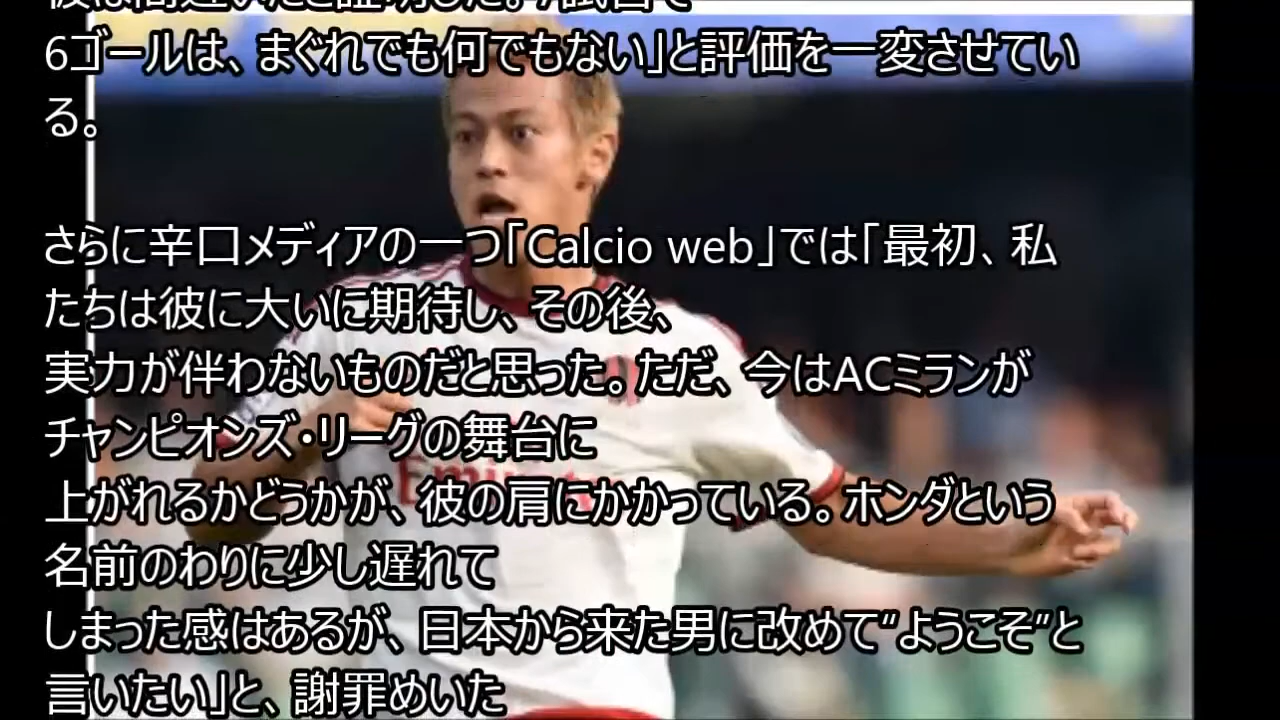 6ゴールは、まぐれでも何でもない」と評価を一変させてい
る。
さらに辛口メディアの一つ「Calcio web」では「最初、私
たちは彼に大いに期待し、その後、
実力が伴わないものだと思った。ただ、今はACミランが
チャンピオンズ・リーグの舞台に
上がれるかどうかが、彼の肩にかかっている。ホンダという
名前のわりに少し遅れて
しまった感はあるが、日本から来た男に改めて“ようこそ”と
言いたい」と、謝罪めいた